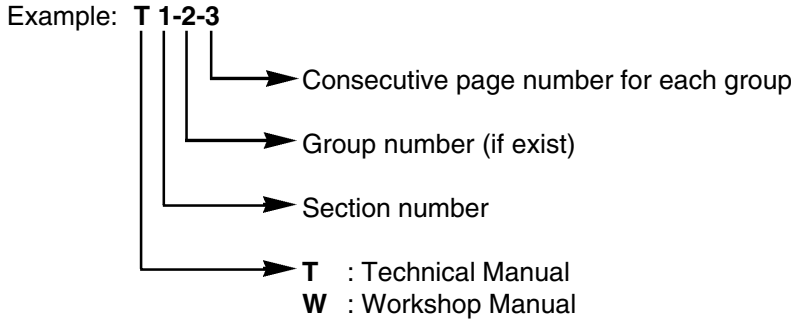 Example: T 1-2-3
Consecutive page number for each group
Group number (if exist)
Section number
T : Technical Manual
W : Workshop Manual